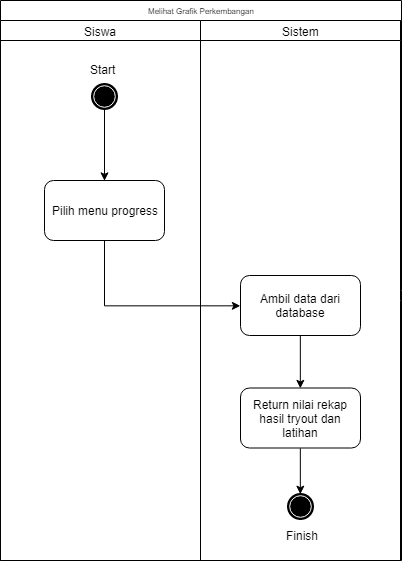 Melihat Grafik Perkembangan
Siswa
Sistem
Start
Pilih menu progress
Ambil data dari
database
Return nilai rekap
hasil tryout dan
latihan
Finish